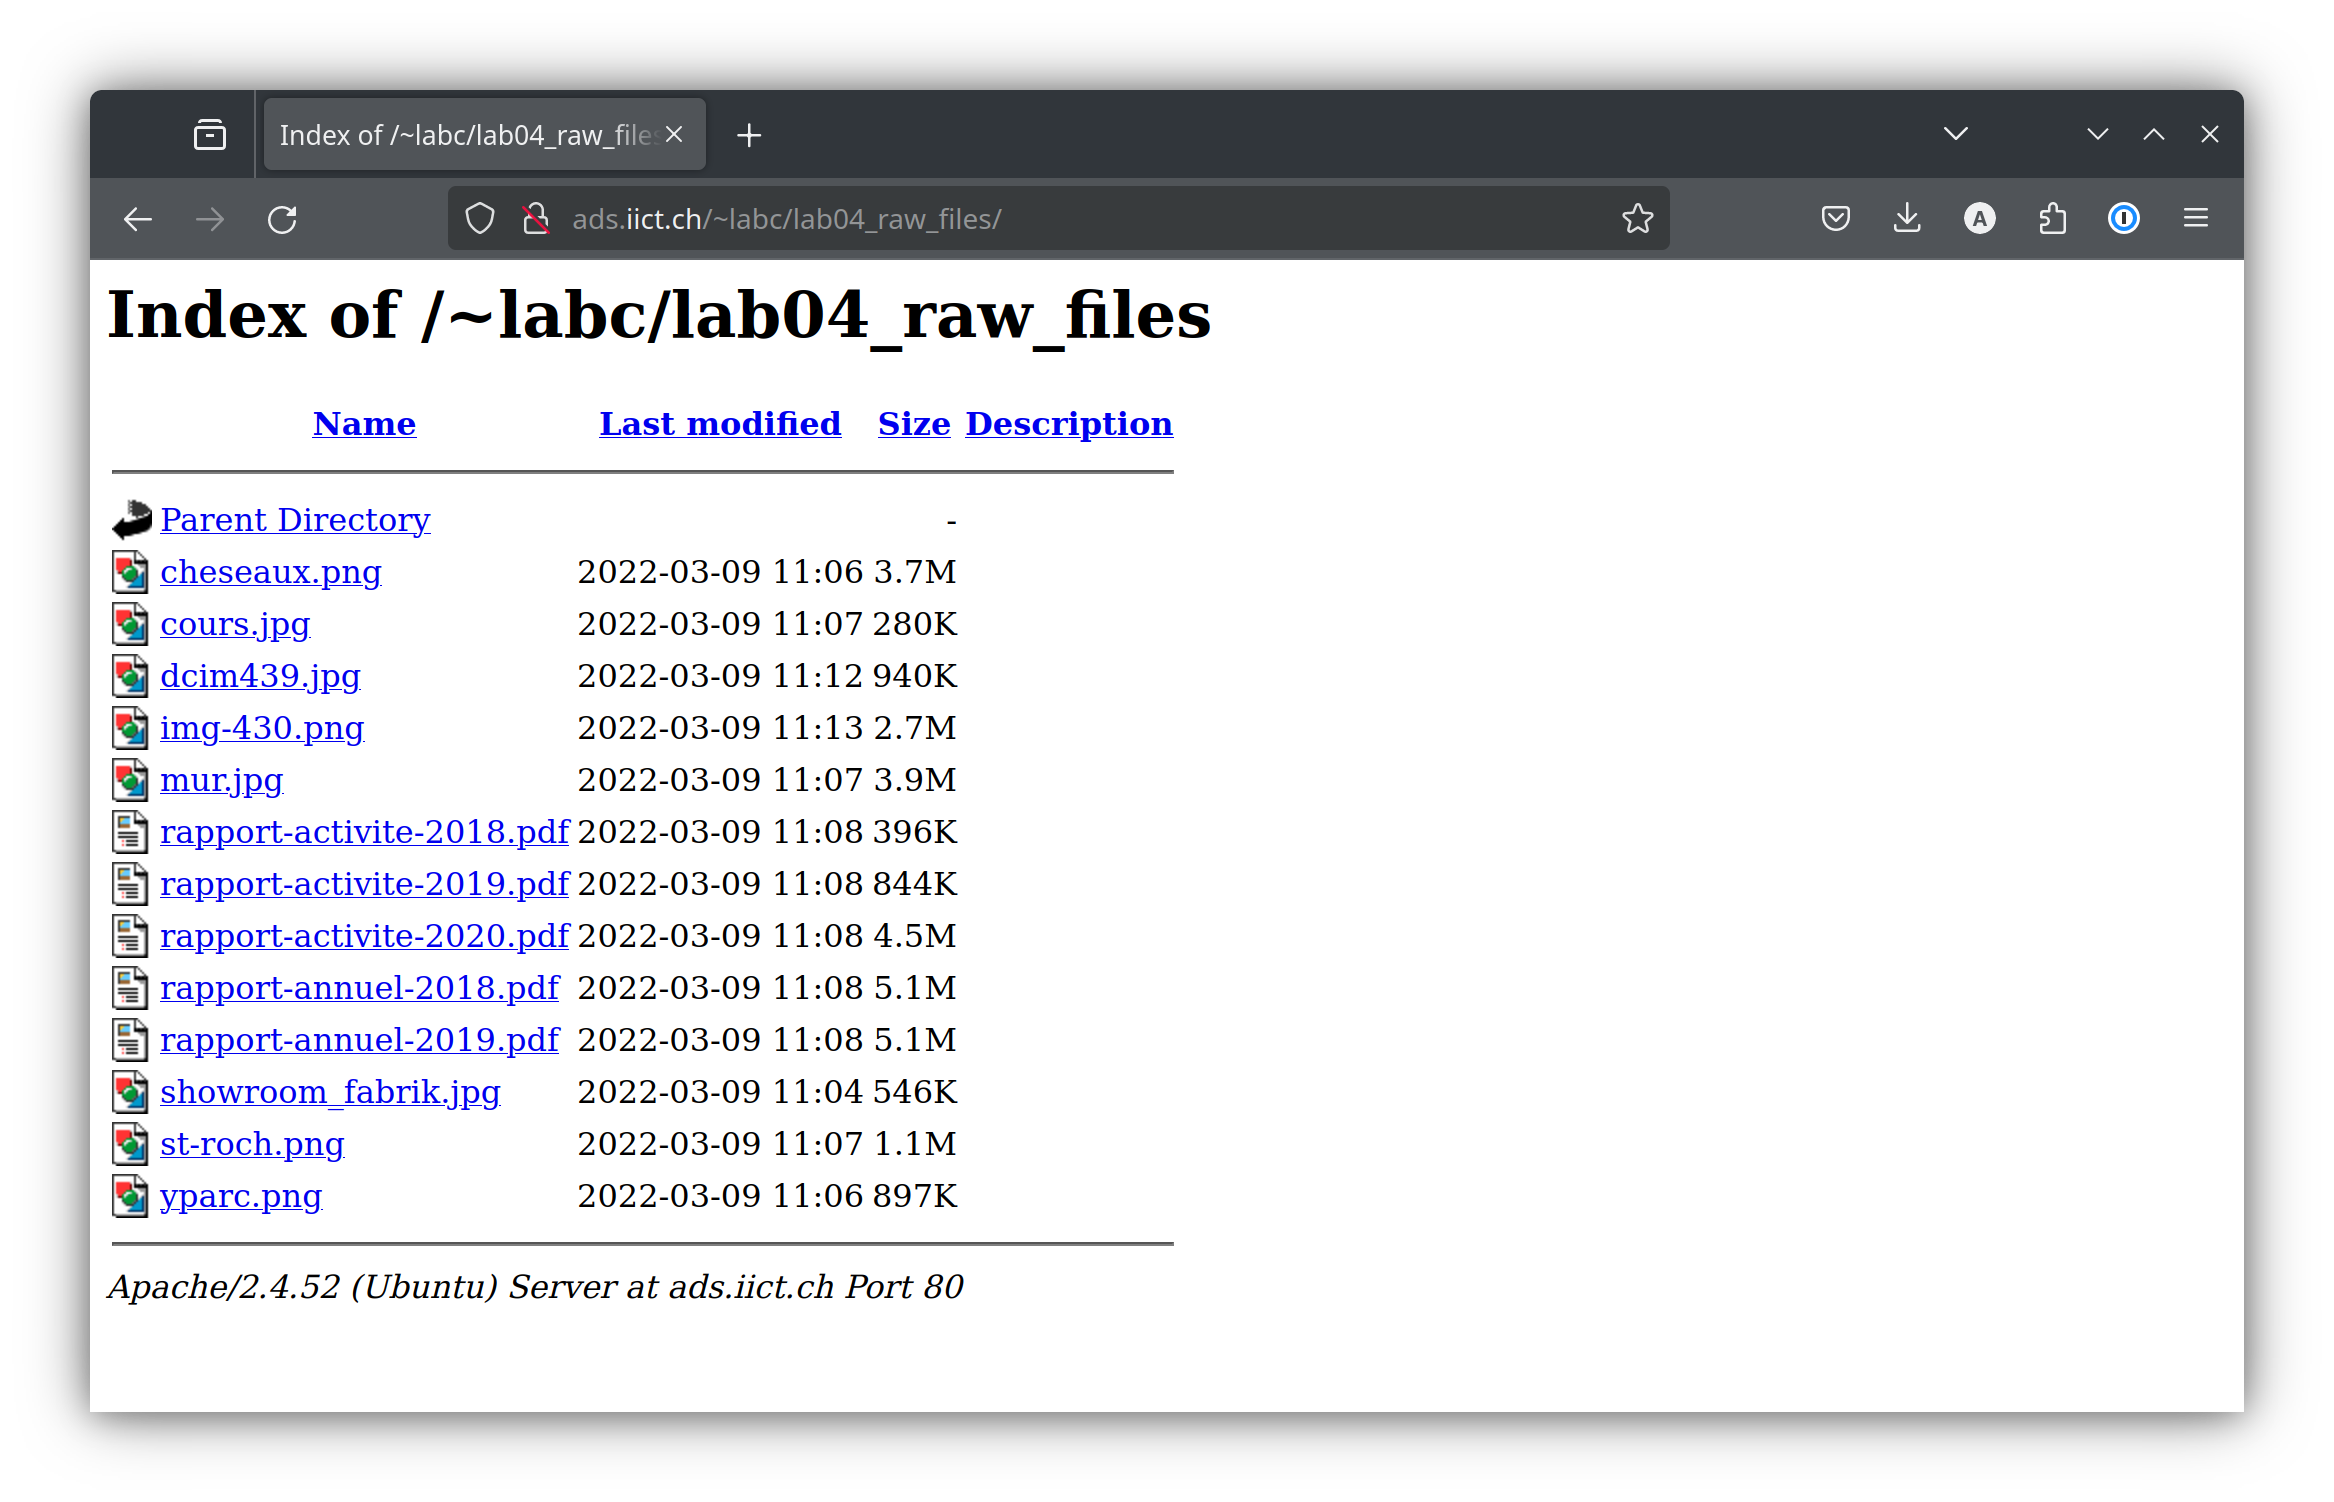 Index of /~labc/lab04_raw_files
ads.iict.ch/~labc/lab04_raw_files/
Index of /~labc/lab04_raw_files
Name Last modified Size Description
Parent Directory -
cheseaux.png 2022-03-09 11:06 3.7M
cours.jpg 2022-03-09 11:07 280K
dcim439.jpg 2022-03-09 11:12 940K
img-430.png 2022-03-09 11:13 2.7M
mur.jpg 2022-03-09 11:07 3.9M
rapport-activite-2018.pdf 2022-03-09 11:08 396K
rapport-activite-2019.pdf 2022-03-09 11:08 844K
rapport-activite-2020.pdf 2022-03-09 11:08 4.5M
rapport-annuel-2018.pdf 2022-03-09 11:08 5.1M
rapport-annuel-2019.pdf 2022-03-09 11:08 5.1M
showroom_fabrik.jpg 2022-03-09 11:04 546K
st-roch.png 2022-03-09 11:07 1.1M
yparc.png 2022-03-09 11:06 897K
Apache/2.4.52 (Ubuntu) Server at ads.iict.ch Port 80